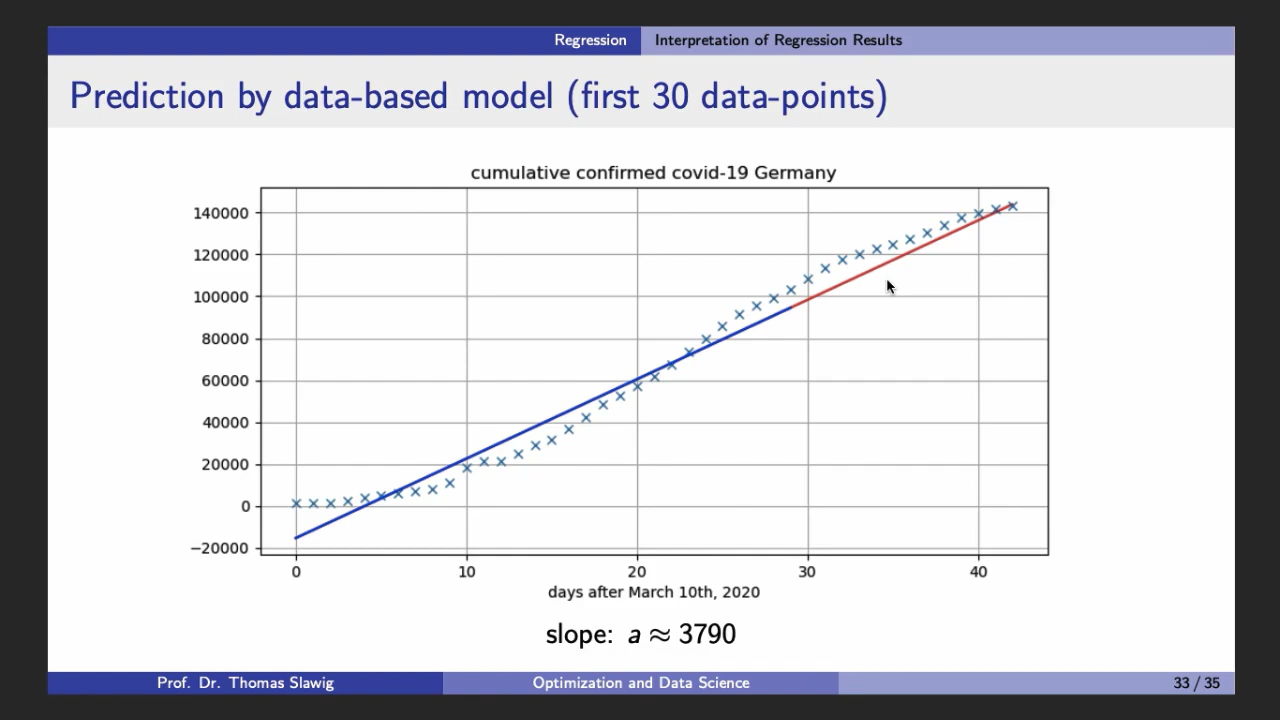 Regression Interpretation of Regression Results
Prediction by data-based model (first 30 data-points)
cumulative confirmed covid-19 Germany
140000
120000
100000
80000
60000
40000
20000
0
−20000
0 10 20 30 40
days after March 10th, 2020
slope: a ≈ 3790
Prof. Dr. Thomas Slawig Optimization and Data Science 33 / 35